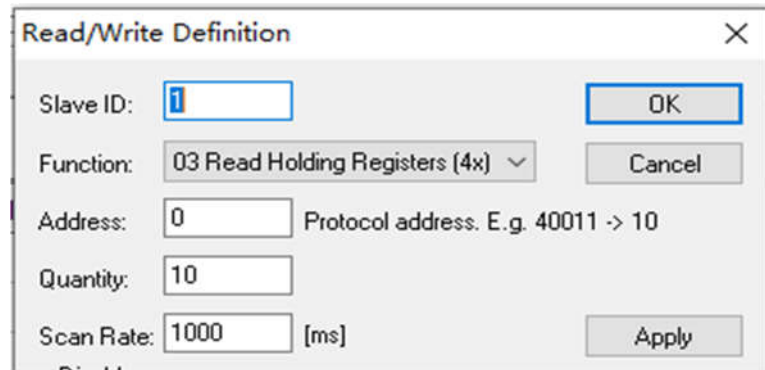 Read/Write Definition
Slave ID: 1 OK
Function: 03 Read Holding Registers (4x) Cancel
Address: 0 Protocol address. E.g. 40011 -> 10
Quantity: 10
Scan Rate: 1000 [ms] Apply